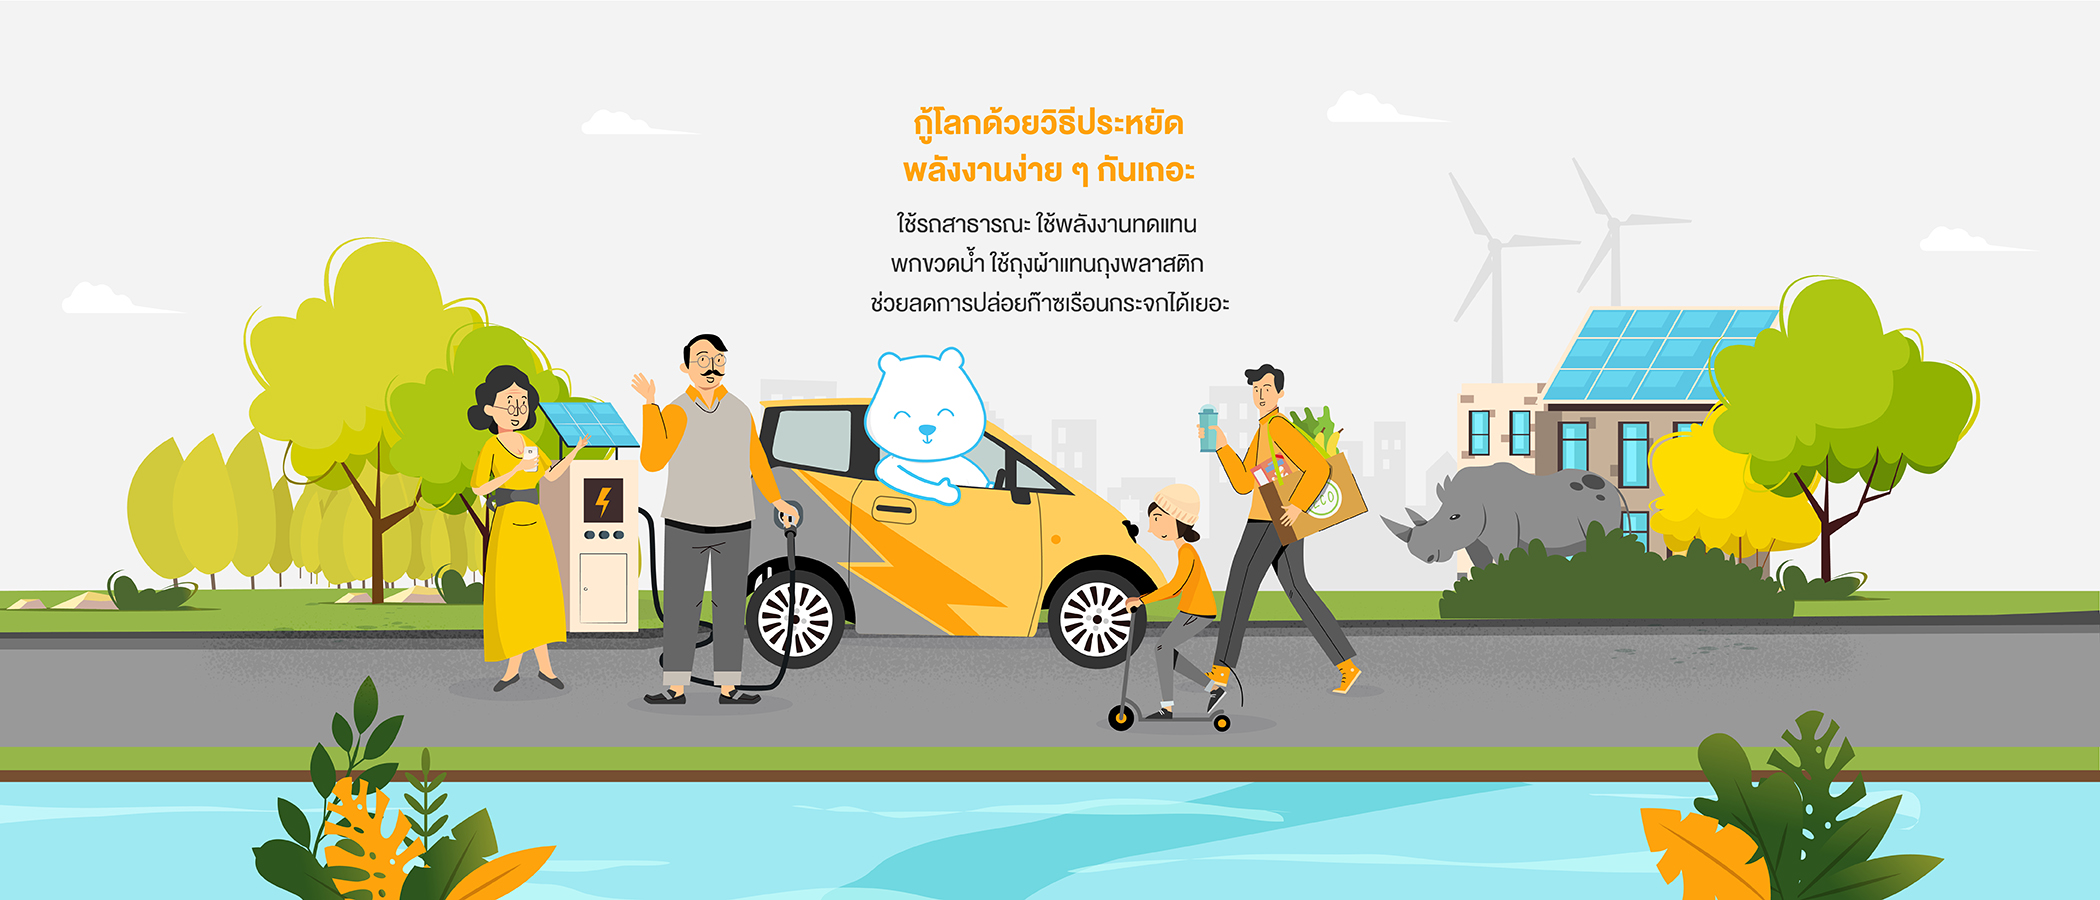 กู้โลกด้วยวิธีประหยัด
พลังงานง่าย ๆ กันเถอะ
ใช้รถสาธารณะ ใช้พลังงานทดแทน
พกขวดน้ำ ใช้ถุงผ้าแทนถุงพลาสติก
ช่วยลดการปล่อยก๊าซเรือนกระจกได้เยอะ
ECO